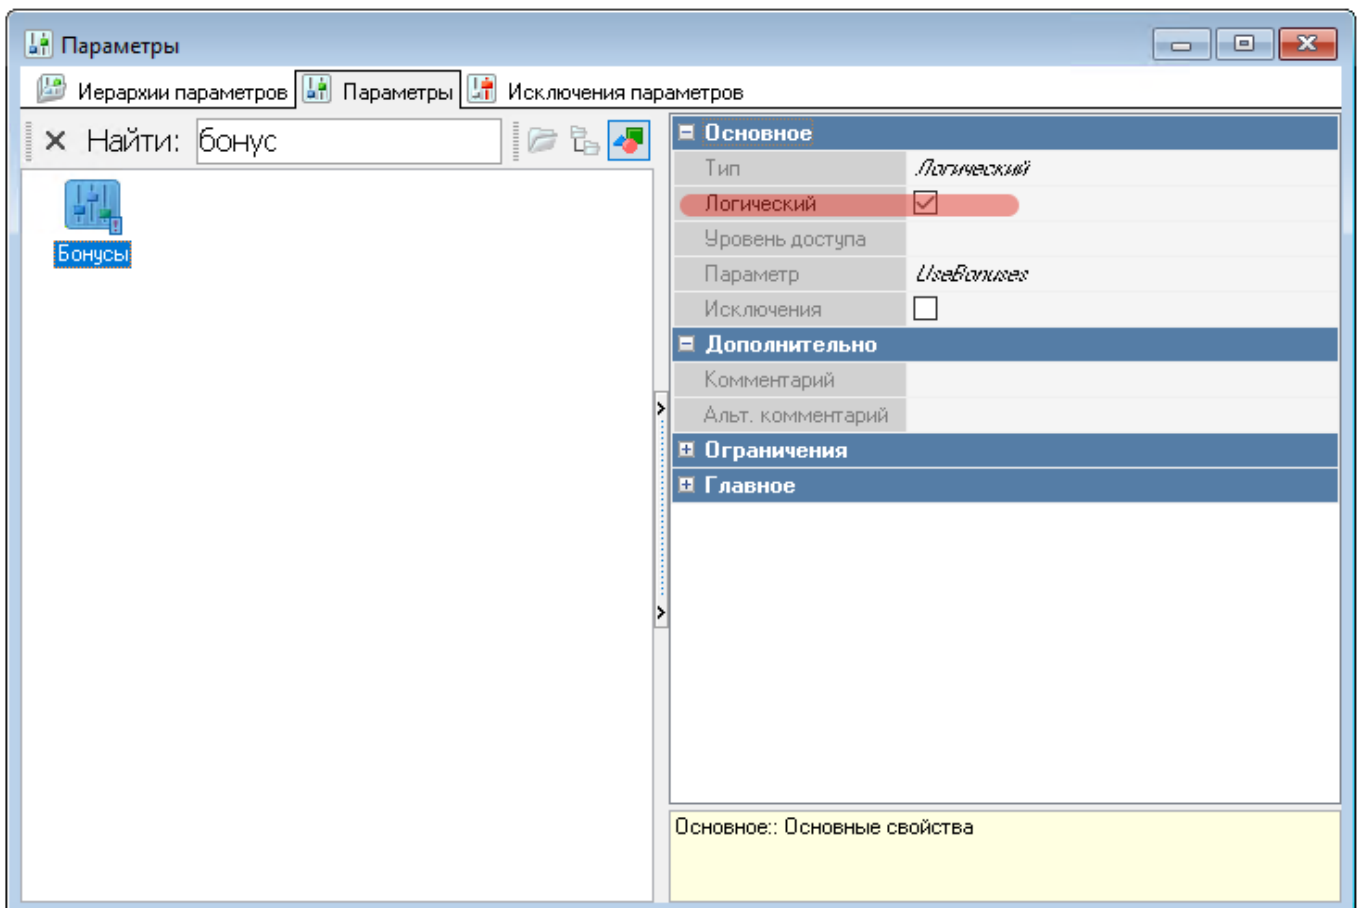 Параметры
Иерархии параметров Параметры Исключения параметров
Найти: бонус
Бонусы
Основное
Тип Логический
Логический
Уровень доступа
Параметр UseBonuses
Исключения
Дополнительно
Комментарий
Альт. комментарий
Ограничения
Главное
Основное:: Основные свойства